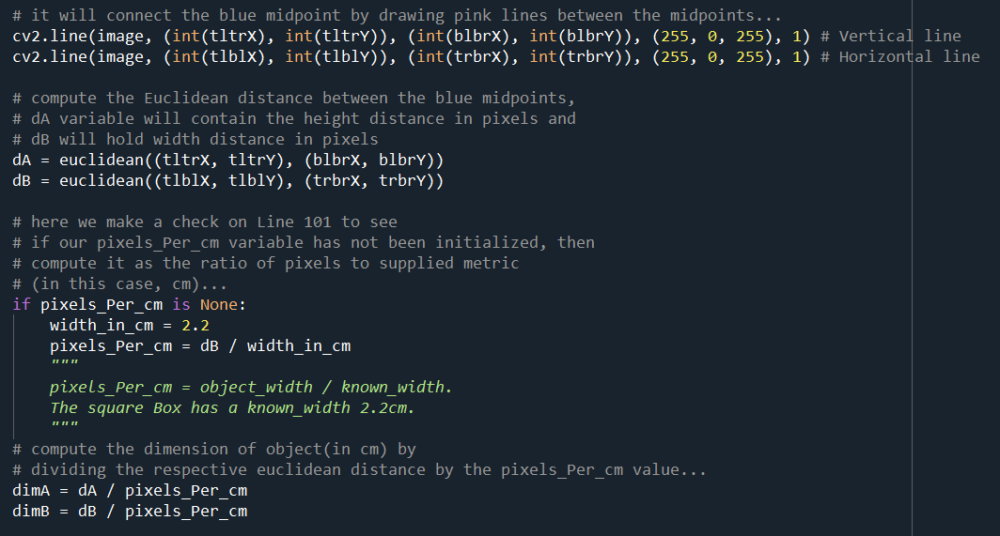 # it will connect the blue midpoint by drawing pink lines between the midpoints...
cv2.line(image, (int(tltrX), int(tltrY)), (int(blbrX), int(blbrY)), (255, 0, 255), 1) # Vertical line
cv2.line(image, (int(tlblX), int(tlblY)), (int(trbrX), int(trbrY)), (255, 0, 255), 1) # Horizontal line

# compute the Euclidean distance between the blue midpoints,
# dA variable will contain the height distance in pixels and
# dB will hold width distance in pixels
dA = euclidean((tltrX, tltrY), (blbrX, blbrY))
dB = euclidean((tlblX, tlblY), (trbrX, trbrY))

# here we make a check on Line 101 to see
# if our pixels_Per_cm variable has not been initialized, then
# compute it as the ratio of pixels to supplied metric
# (in this case, cm)...
if pixels_Per_cm is None:
    width_in_cm = 2.2
    pixels_Per_cm = dB / width_in_cm
    """
    pixels_Per_cm = object_width / known_width.
    The square Box has a known_width 2.2cm.
    """
# compute the dimension of object(in cm) by
# dividing the respective euclidean distance by the pixels_Per_cm value...
dimA = dA / pixels_Per_cm
dimB = dB / pixels_Per_cm